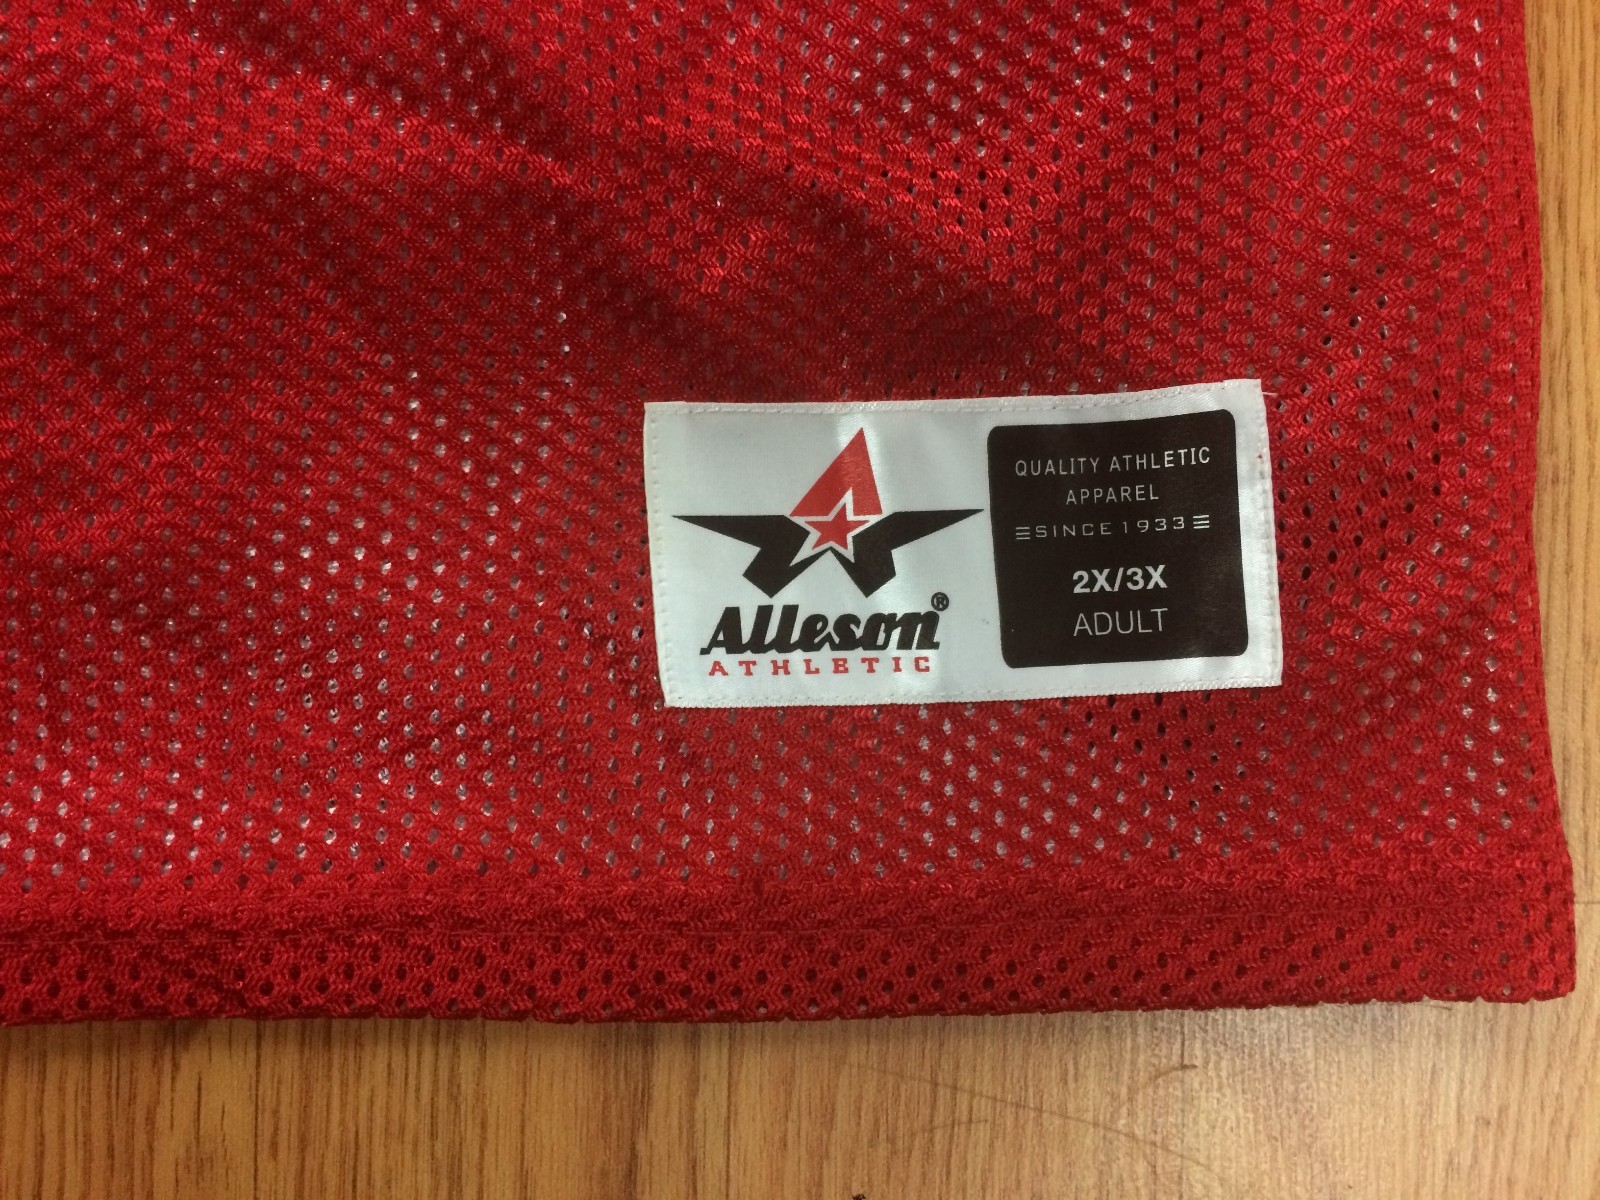 Alleson®
ATHLETIC
QUALITY ATHLETIC
APPAREL
SINCE 1933
2X/3X
ADULT